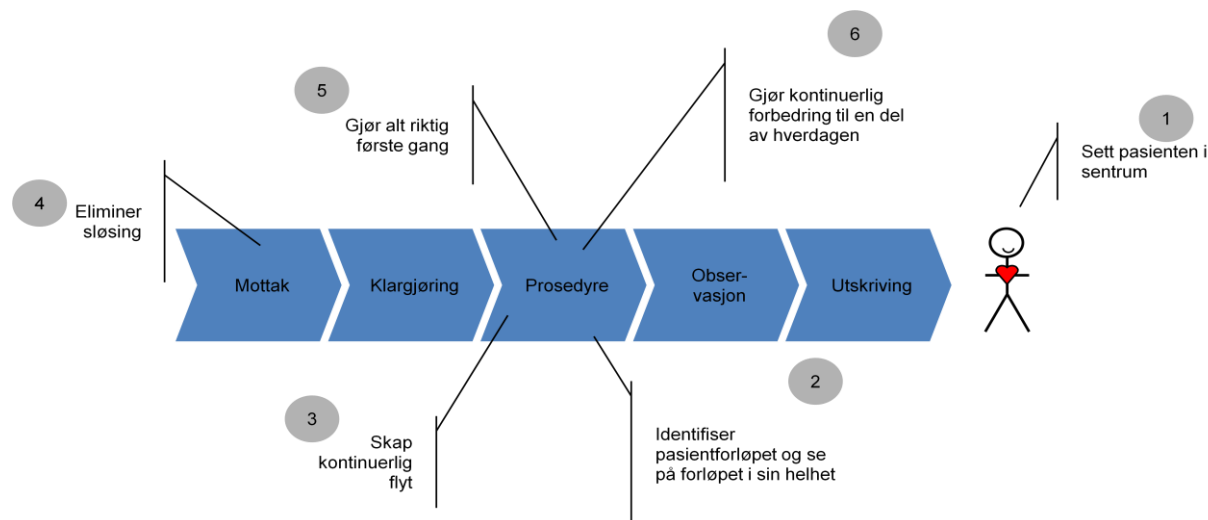 6
5
Gjør alt riktig
første gang
Gjør kontinuerlig
forbedring til en del
av hverdagen
1
Sett pasienten i
sentrum
4
Eliminer
sløsing
Mottak
Klargjøring
Prosedyre
Obser-
vasjon
Utskriving
3
Skap
kontinuerlig
flyt
2
Identifiser
pasientforløpet og se
på forløpet i sin helhet